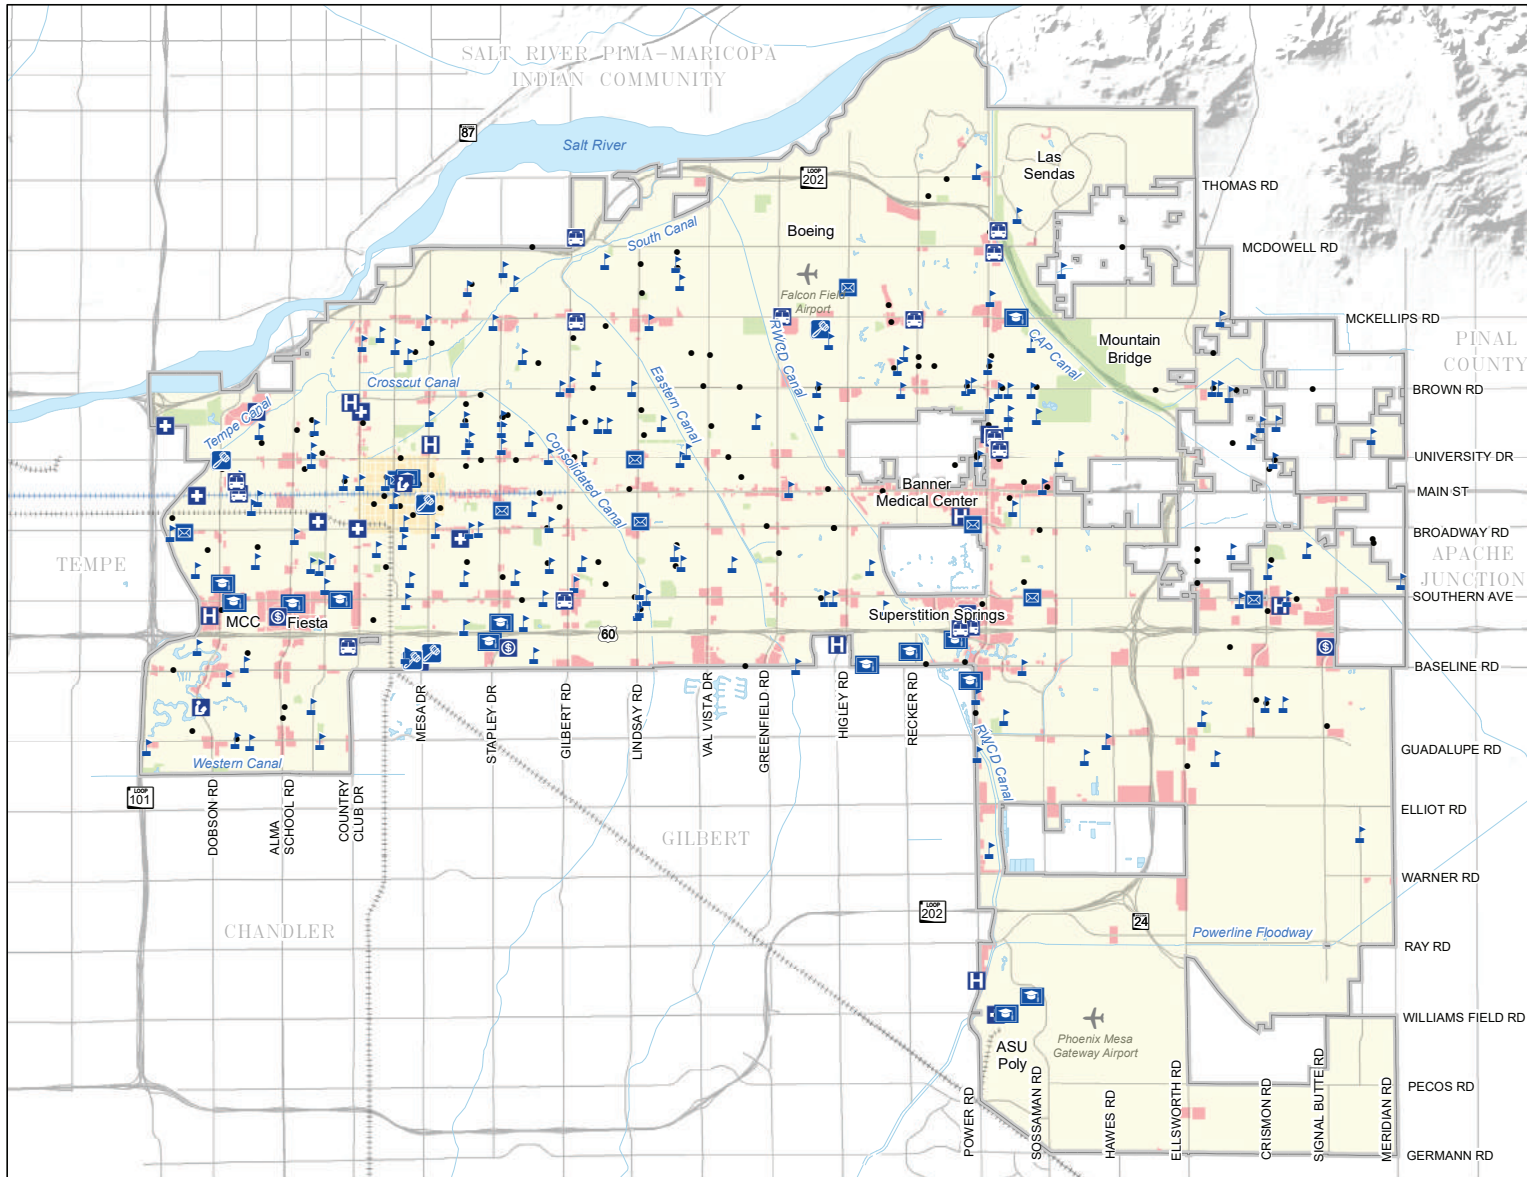 SALT RIVER PIMA-MARICOPA
INDIAN COMMUNITY
87
Salt River
LOOP
202
Las
Sendas
THOMAS RD
Boeing
South Canal
MCDOWELL RD
Falcon Field
Airport
MCKELLIPS RD
PINAL
COUNTY
Mountain
Bridge
CAP Canal
RWCD Canal
Eastern Canal
Crosscut Canal
BROWN RD
Tempe Canal
Consolidated Canal
UNIVERSITY DR
Banner
Medical Center
MAIN ST
BROADWAY RD
TEMPE
APACHE
JUNCTION
SOUTHERN AVE
MCC
Fiesta
Superstition Springs
60
BASELINE RD
MESA DR
STAPLEY DR
GILBERT RD
LINDSAY RD
VAL VISTA DR
GREENFIELD RD
HIGLEY RD
RECKER RD
RWCD Canal
GUADALUPE RD
Western Canal
LOOP
101
DOBSON RD
ALMA
SCHOOL RD
COUNTRY
CLUB DR
ELLIOT RD
GILBERT
WARNER RD
LOOP
202
24
CHANDLER
Powerline Floodway
RAY RD
WILLIAMS FIELD RD
ASU
Poly
Phoenix Mesa
Gateway Airport
PECOS RD
POWER RD
SOSSAMAN RD
HAWES RD
ELLSWORTH RD
CRISMON RD
SIGNAL BUTTE RD
MERIDIAN RD
GERMANN RD